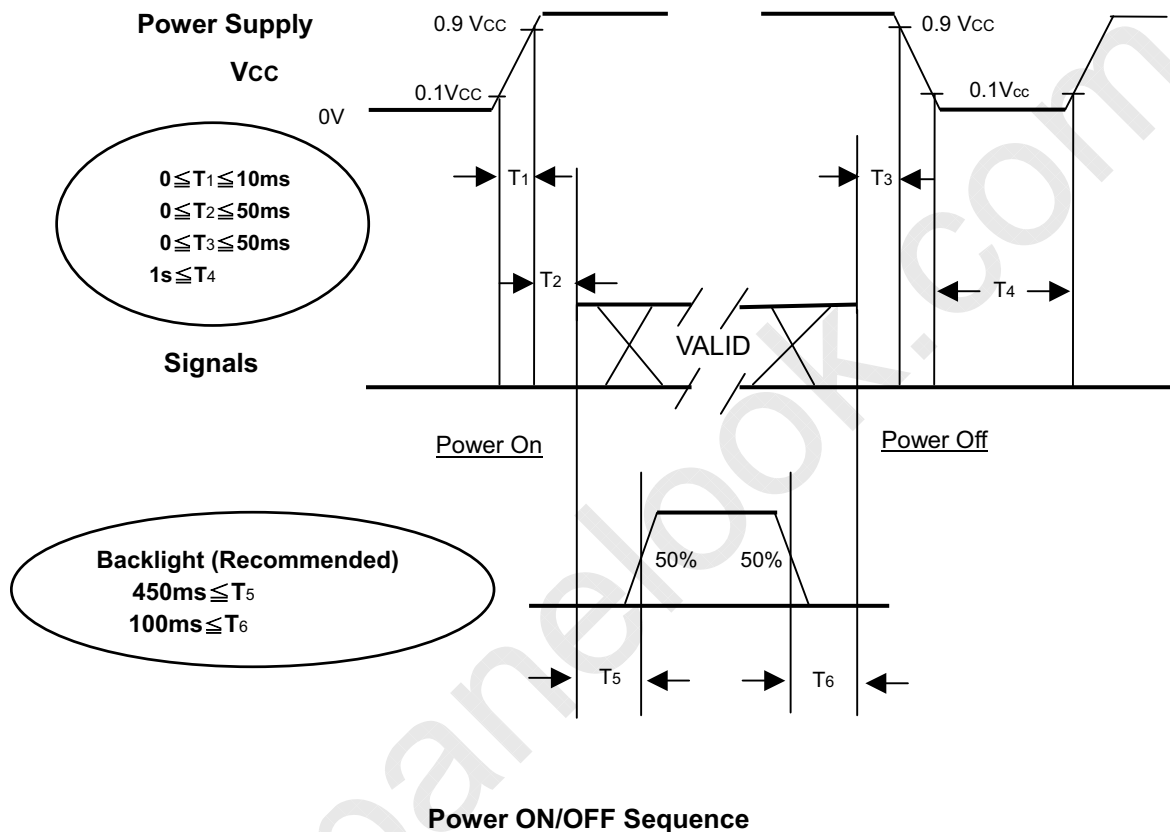 Power Supply
Vcc
0.9 Vcc
0.9 Vcc
0.1Vcc
0.1Vcc
0V
0≦T1≦10ms
0≦T2≦50ms
0≦T3≦50ms
1s≦T4
T1
T3
T2
T4
VALID
Signals
Power On
Power Off
Backlight (Recommended)
450ms≦T5
100ms≦T6
50%
50%
T5
T6
Power ON/OFF Sequence
panelook.com